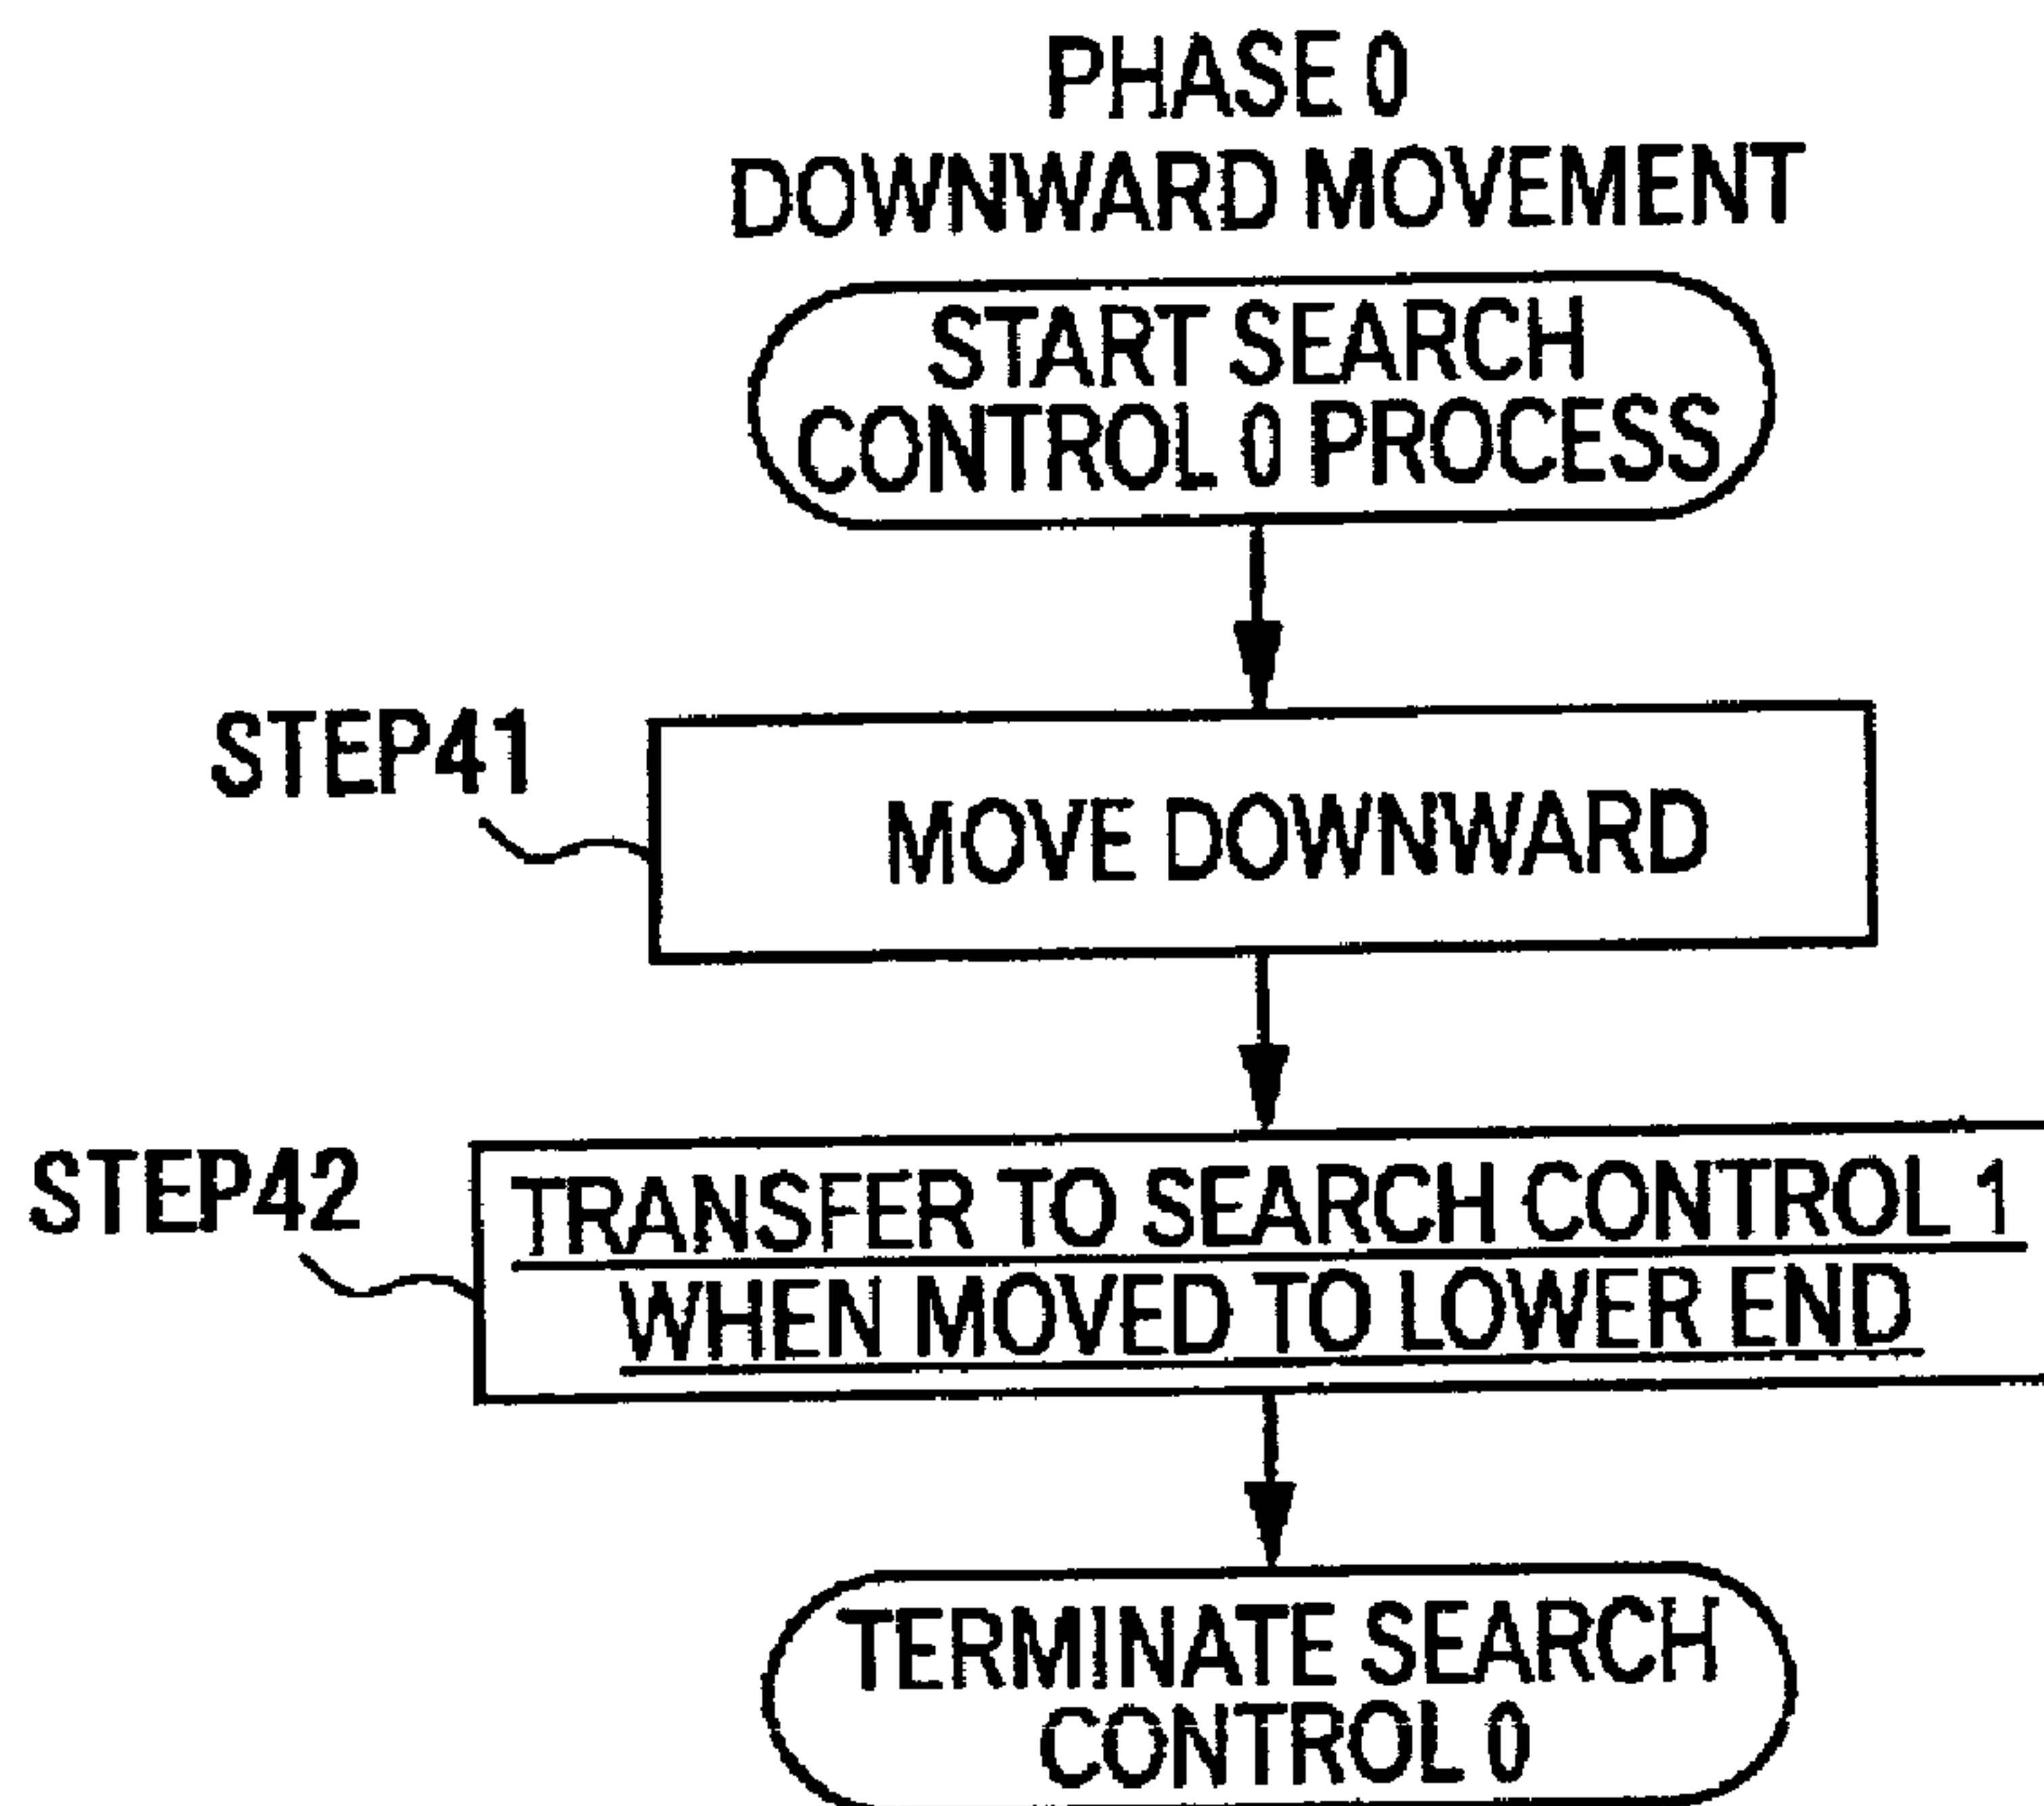 PHASE 0
DOWNWARD MOVEMENT
START SEARCH
CONTROL 0 PROCESS
STEP41
MOVE DOWNWARD
STEP42
TRANSFER TO SEARCH CONTROL 1
WHEN MOVED TO LOWER END
TERMINATE SEARCH
CONTROL 0